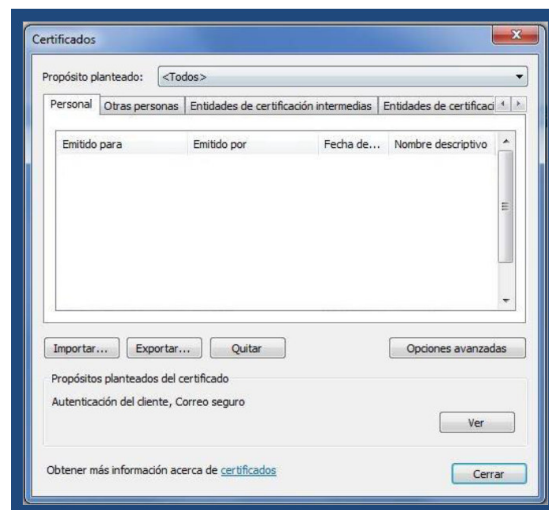 Certificados
Propósito planteado: <Todos>
Personal Otras personas Entidades de certificación intermedias Entidades de certificaci
Emitido para Emitido por Fecha de... Nombre descriptivo
Importar... Exportar... Quitar Opciones avanzadas
Propósitos planteados del certificado
Autenticación del cliente, Correo seguro
Ver
Obtener más información acerca de certificados Cerrar